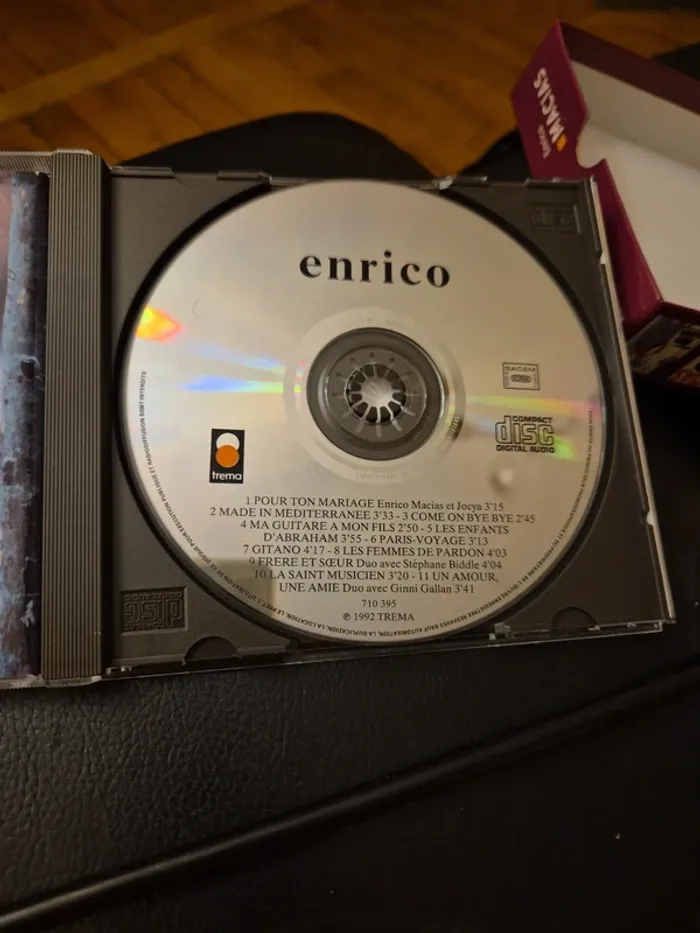 enrico
SACEM
COMPACT
disc
DIGITAL AUDIO
trema
1 POUR TON MARIAGE Enrico Macias et Jocya 3'15
2 MADE IN MEDITERRANEE 3'33 - 3 COME ON BYE BYE 2'45
4 MA GUITARE A MON FILS 2'50 - 5 LES ENFANTS
D'ABRAHAM 3'55 - 6 PARIS-VOYAGE 3'13
7 GITANO 4'17 - 8 LES FEMMES DE PARDON 4'03
9 FRERE ET SŒUR Duo avec Stéphane Biddle 4'04
10. LA SAINT MUSICIEN 3'20 - 11 UN AMOUR,
UNE AMIE Duo avec Ginni Gallan 3'41
710 395
℗ 1992 TREMA
MACIAS